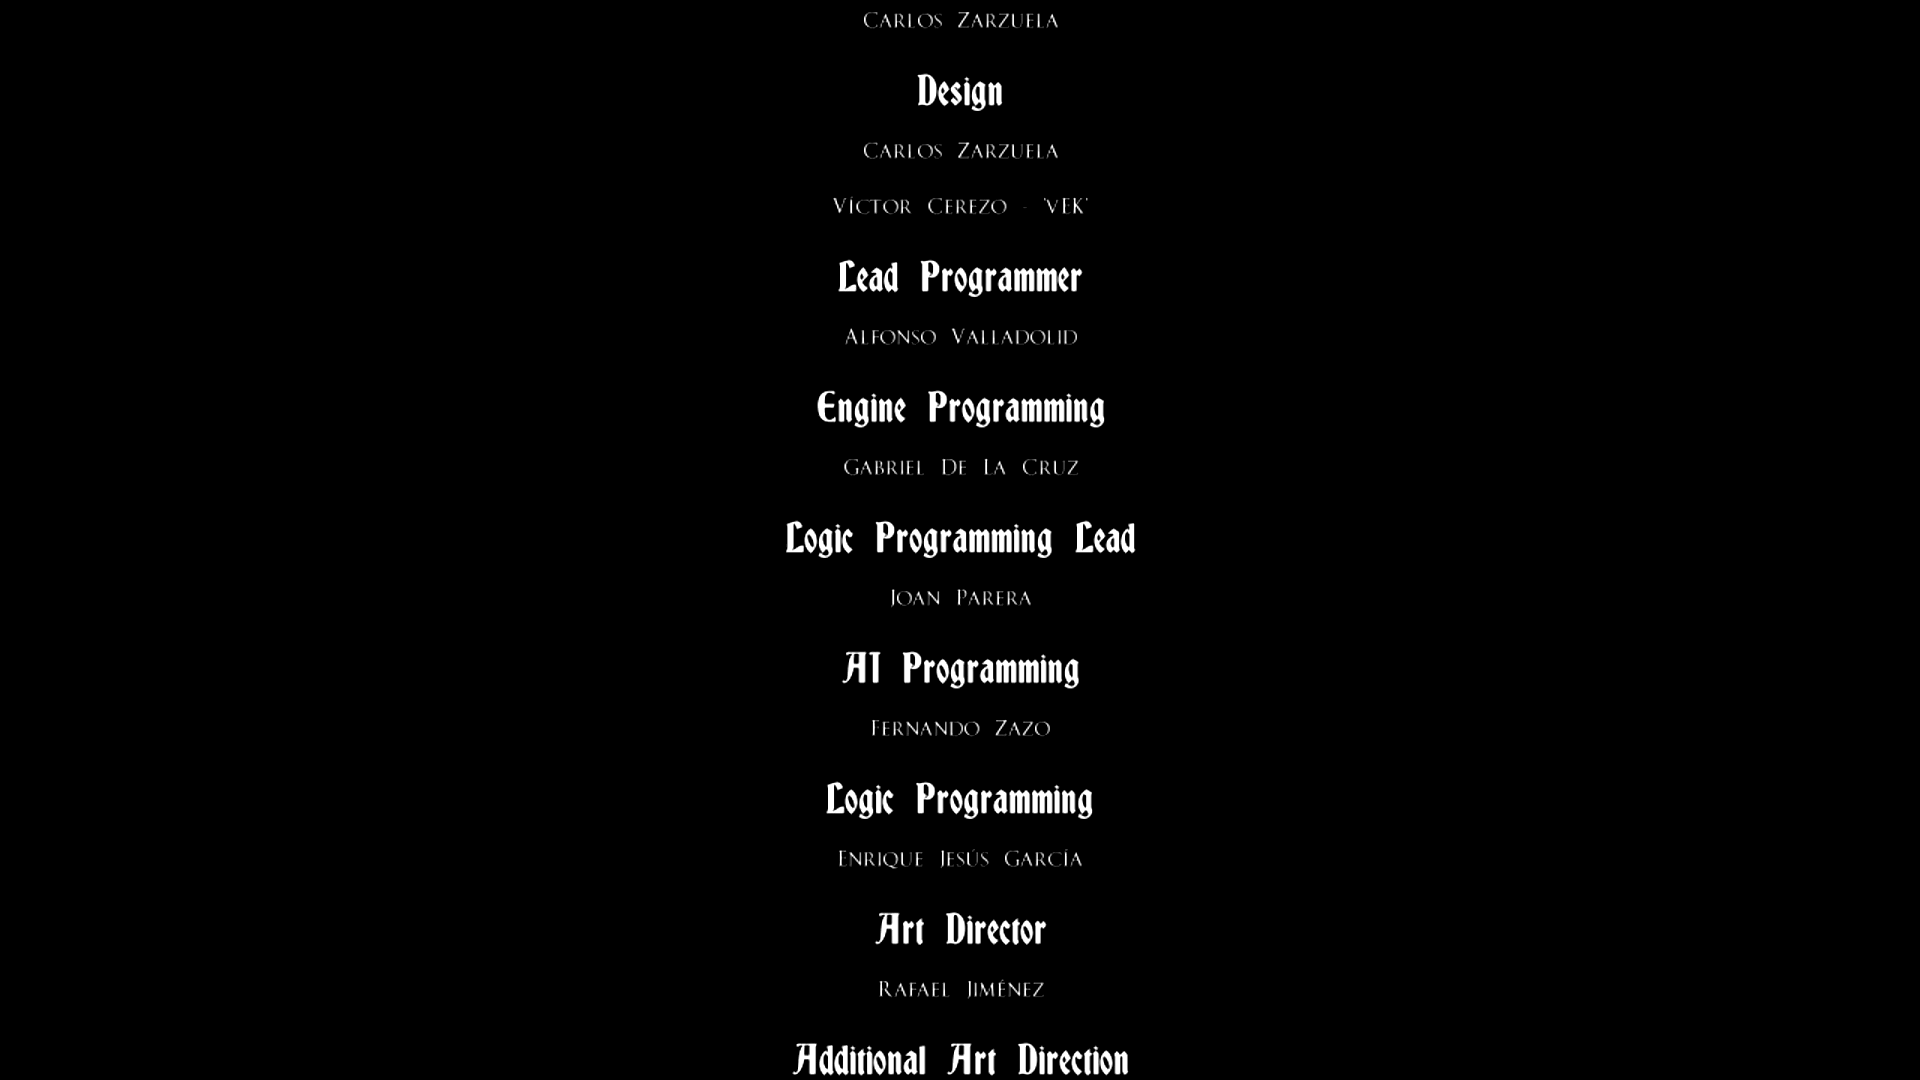 Carlos Zarzuela
Design
Carlos Zarzuela
Víctor Cerezo - 'vek'
Lead Programmer
Alfonso Valladolid
Engine Programming
Gabriel De La Cruz
Logic Programming Lead
Joan Parera
AI Programming
Fernando Zazo
Logic Programming
Enrique Jesús García
Art Director
Rafael Jiménez
Additional Art Direction